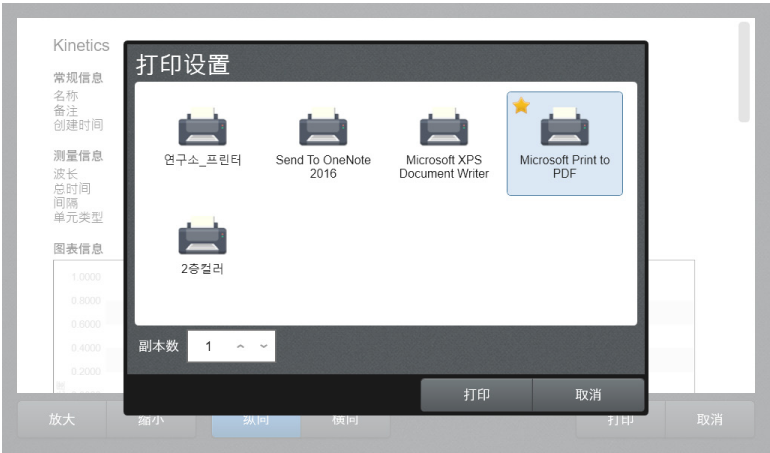 Kinetics
常规信息
名称
备注
创建时间
测量信息
波长
总时间
间隔
单元类型
图表信息
1.0000
0.8000
0.6000
0.4000
0.2000
打印设置
연구소_프린터
Send To OneNote
2016
Microsoft XPS
Document Writer
Microsoft Print to
PDF
2층컬러
副本数 1
打印 取消
放大 缩小 纵向 横向 打印 取消